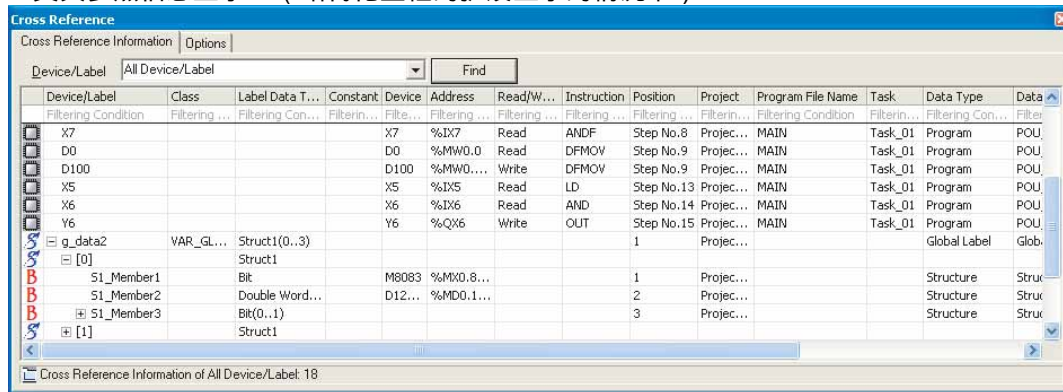 Cross Reference
Cross Reference Information Options
Device/Label All Device/Label Find
Device/Label Class Label Data T... Constant Device Address Read/W... Instruction Position Project Program File Name Task Data Type Data
Filtering Condition Filtering ... Filtering Con... Filterin... Filte... Filtering ... Filtering ... Filtering ... Filtering ... Filterin... Filtering Condition Filterin... Filtering Con... Filter
X7 X7 %IX7 Read ANDF Step No.8 Projec... MAIN Task_01 Program POU_
D0 D0 %MW0.0 Read DFMOV Step No.9 Projec... MAIN Task_01 Program POU_
D100 D100 %MW0.... Write DFMOV Step No.9 Projec... MAIN Task_01 Program POU_
X5 X5 %IX5 Read LD Step No.13 Projec... MAIN Task_01 Program POU_
X6 X6 %IX6 Read AND Step No.14 Projec... MAIN Task_01 Program POU_
Y6 Y6 %QX6 Write OUT Step No.15 Projec... MAIN Task_01 Program POU_
g_data2 VAR_GL... Struct1(0..3) 1 Projec... Global Label Glob
[0] Struct1
S1_Member1 Bit M8083 %MX0.8... 1 Projec... Structure Struc
S1_Member2 Double Word... D12... %MD0.1... 2 Projec... Structure Struc
S1_Member3 Bit(0..1) 3 Projec... Structure Struc
[1] Struct1
Cross Reference Information of All Device/Label: 18